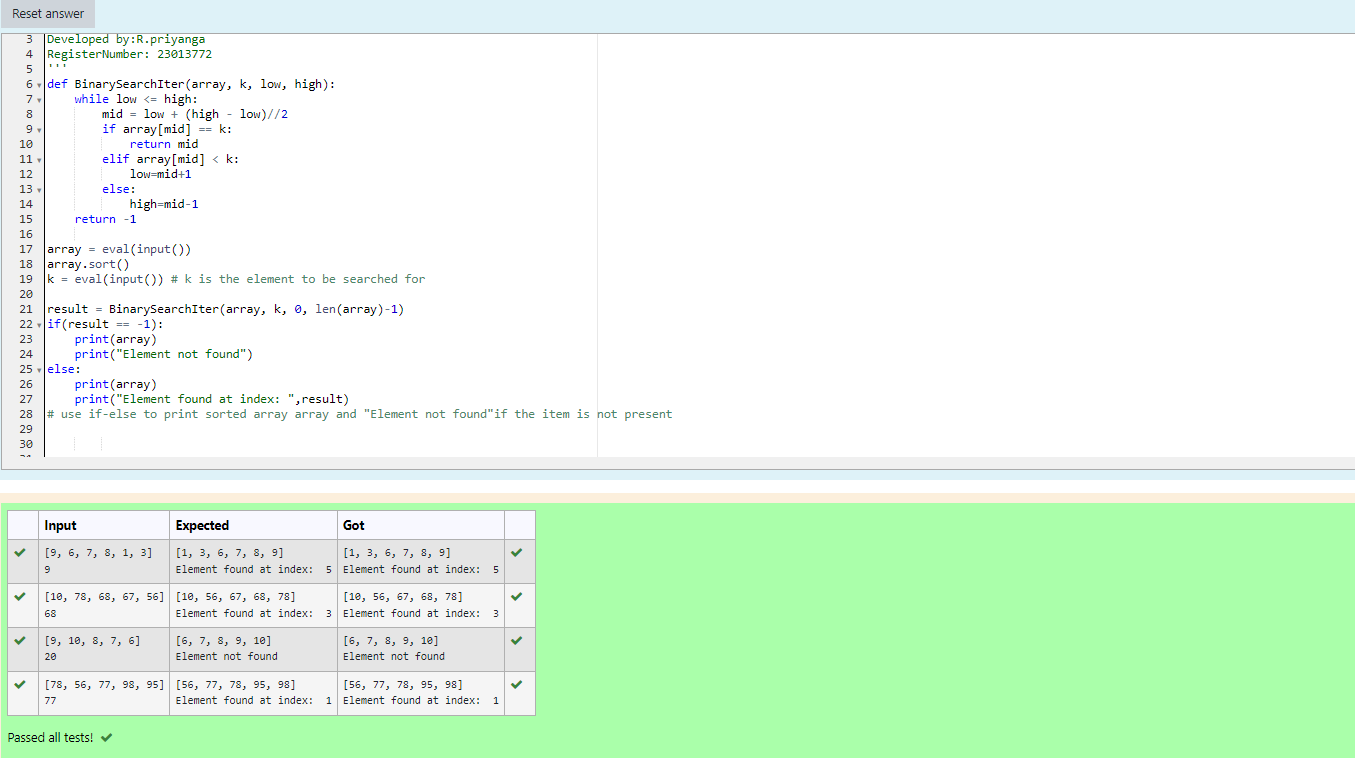 Reset answer
3 Developed by:R.priyanga
4 RegisterNumber: 23013772
5 '''
6 def BinarySearchIter(array, k, low, high):
7     while low <= high:
8         mid = low + (high - low)//2
9         if array[mid] == k:
10             return mid
11         elif array[mid] < k:
12             low=mid+1
13         else:
14             high=mid-1
15     return -1
16
17 array = eval(input())
18 array.sort()
19 k = eval(input()) # k is the element to be searched for
20
21 result = BinarySearchIter(array, k, 0, len(array)-1)
22 if(result == -1):
23     print(array)
24     print("Element not found")
25 else:
26     print(array)
27     print("Element found at index: ",result)
28 # use if-else to print sorted array array and "Element not found"if the item is not present
29
30
Input Expected Got
[9, 6, 7, 8, 1, 3] [1, 3, 6, 7, 8, 9] [1, 3, 6, 7, 8, 9]
9 Element found at index:  5 Element found at index:  5
[10, 78, 68, 67, 56] [10, 56, 67, 68, 78] [10, 56, 67, 68, 78]
68 Element found at index:  3 Element found at index:  3
[9, 10, 8, 7, 6] [6, 7, 8, 9, 10] [6, 7, 8, 9, 10]
20 Element not found Element not found
[78, 56, 77, 98, 95] [56, 77, 78, 95, 98] [56, 77, 78, 95, 98]
77 Element found at index:  1 Element found at index:  1
Passed all tests!